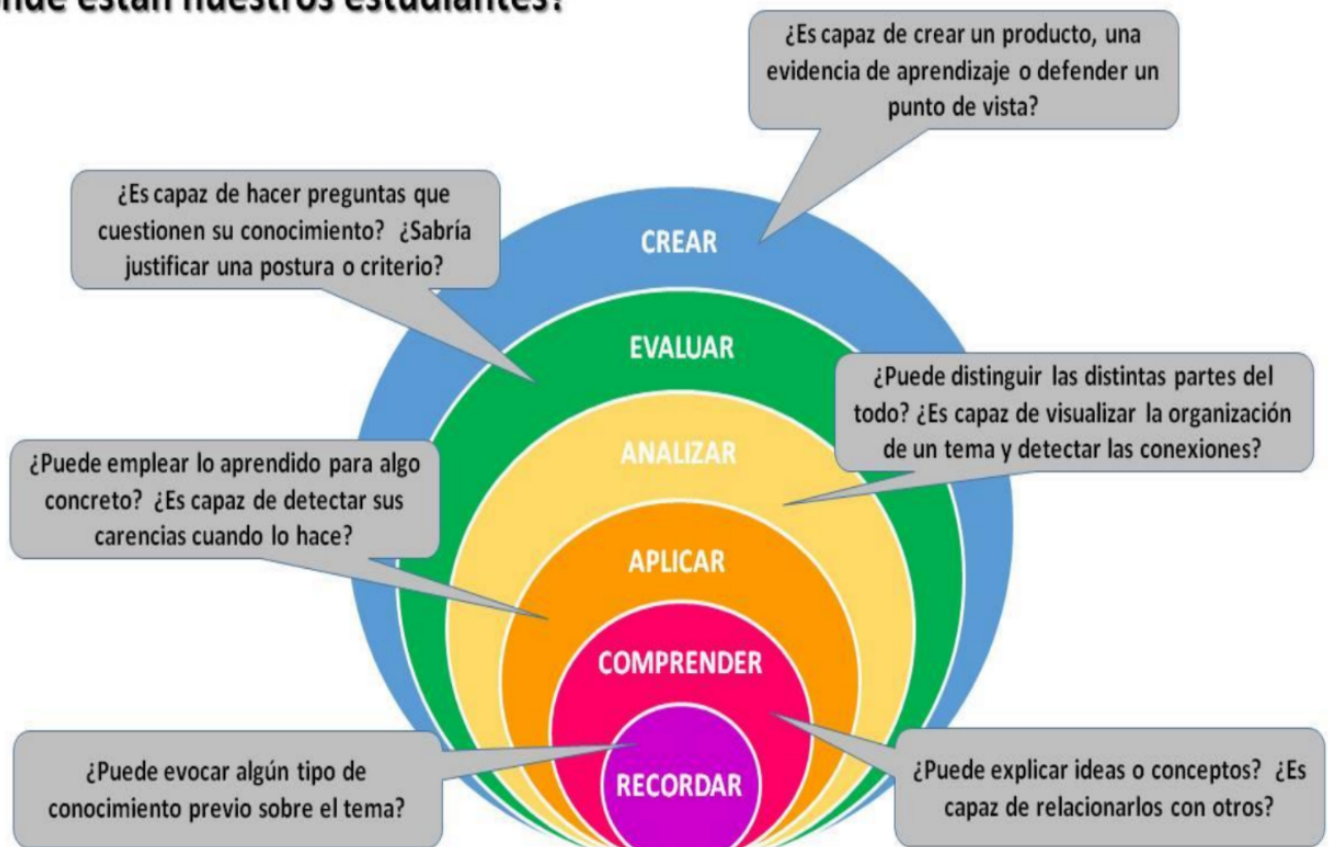 nde están nuestros estudiantes?
¿Es capaz de crear un producto, una
evidencia de aprendizaje o defender un
punto de vista?
¿Es capaz de hacer preguntas que
cuestionen su conocimiento? ¿Sabría
justificar una postura o criterio?
CREAR
EVALUAR
¿Puede distinguir las distintas partes del
todo? ¿Es capaz de visualizar la organización
de un tema y detectar las conexiones?
ANALIZAR
¿Puede emplear lo aprendido para algo
concreto? ¿Es capaz de detectar sus
carencias cuando lo hace?
APLICAR
COMPRENDER
RECORDAR
¿Puede evocar algún tipo de
conocimiento previo sobre el tema?
¿Puede explicar ideas o conceptos? ¿Es
capaz de relacionarlos con otros?